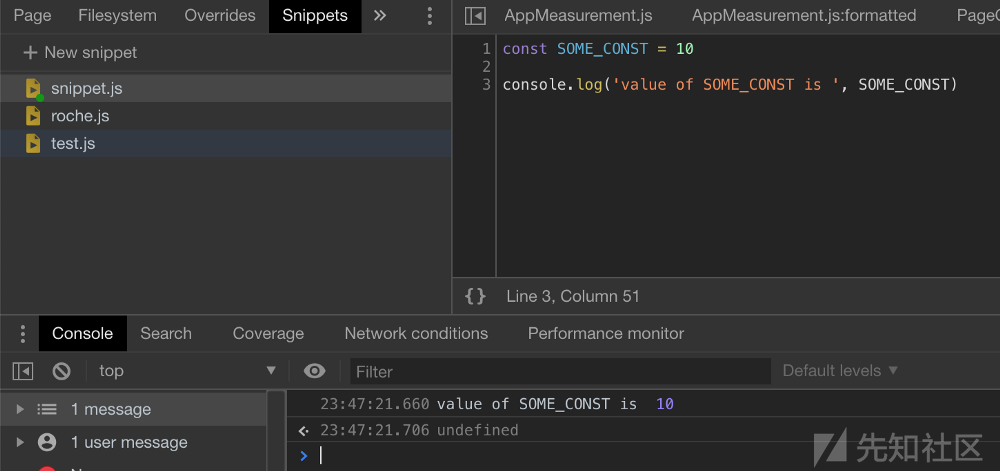 Page Filesystem Overrides Snippets »
AppMeasurement.js AppMeasurement.js:formatted Page
+ New snippet
snippet.js
roche.js
test.js
1 const SOME_CONST = 10
2
3 console.log('value of SOME_CONST is ', SOME_CONST)
{} Line 3, Column 51
Console Search Coverage Network conditions Performance monitor
top Filter Default levels
1 message
1 user message
23:47:21.660 value of SOME_CONST is 10
23:47:21.706 undefined
>
先知社区